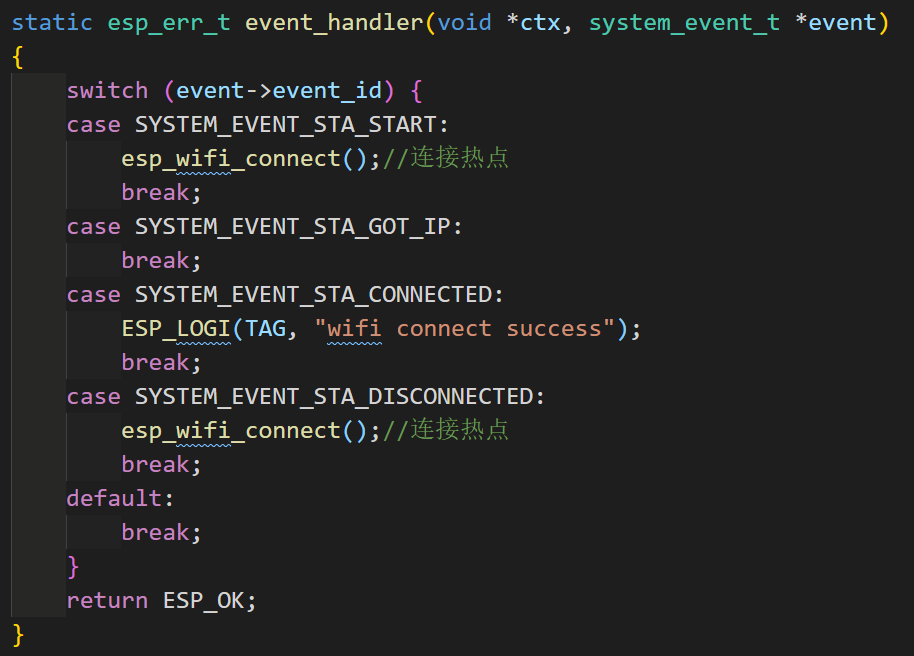 static esp_err_t event_handler(void *ctx, system_event_t *event)
{
    switch (event->event_id) {
    case SYSTEM_EVENT_STA_START:
        esp_wifi_connect();//连接热点
        break;
    case SYSTEM_EVENT_STA_GOT_IP:
        break;
    case SYSTEM_EVENT_STA_CONNECTED:
        ESP_LOGI(TAG, "wifi connect success");
        break;
    case SYSTEM_EVENT_STA_DISCONNECTED:
        esp_wifi_connect();//连接热点
        break;
    default:
        break;
    }
    return ESP_OK;
}